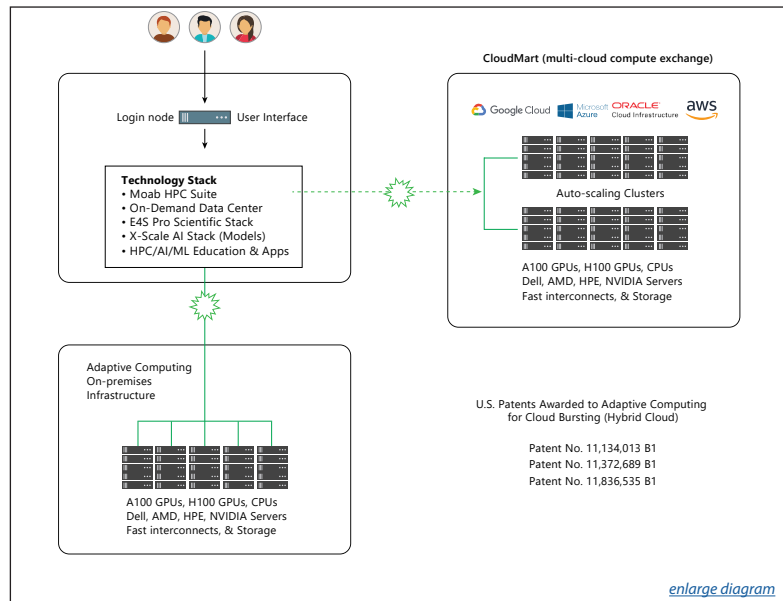 CloudMart (multi-cloud compute exchange)
Login node
User Interface
Google Cloud
Microsoft
Azure
ORACLE
Cloud Infrastructure
aws
Technology Stack
• Moab HPC Suite
• On-Demand Data Center
• E4S Pro Scientific Stack
• X-Scale AI Stack (Models)
• HPC/AI/ML Education & Apps
Auto-scaling Clusters
A100 GPUs, H100 GPUs, CPUs
Dell, AMD, HPE, NVIDIA Servers
Fast interconnects, & Storage
Adaptive Computing
On-premises
Infrastructure
A100 GPUs, H100 GPUs, CPUs
Dell, AMD, HPE, NVIDIA Servers
Fast interconnects, & Storage
U.S. Patents Awarded to Adaptive Computing
for Cloud Bursting (Hybrid Cloud)
Patent No. 11,134,013 B1
Patent No. 11,372,689 B1
Patent No. 11,836,535 B1
enlarge diagram